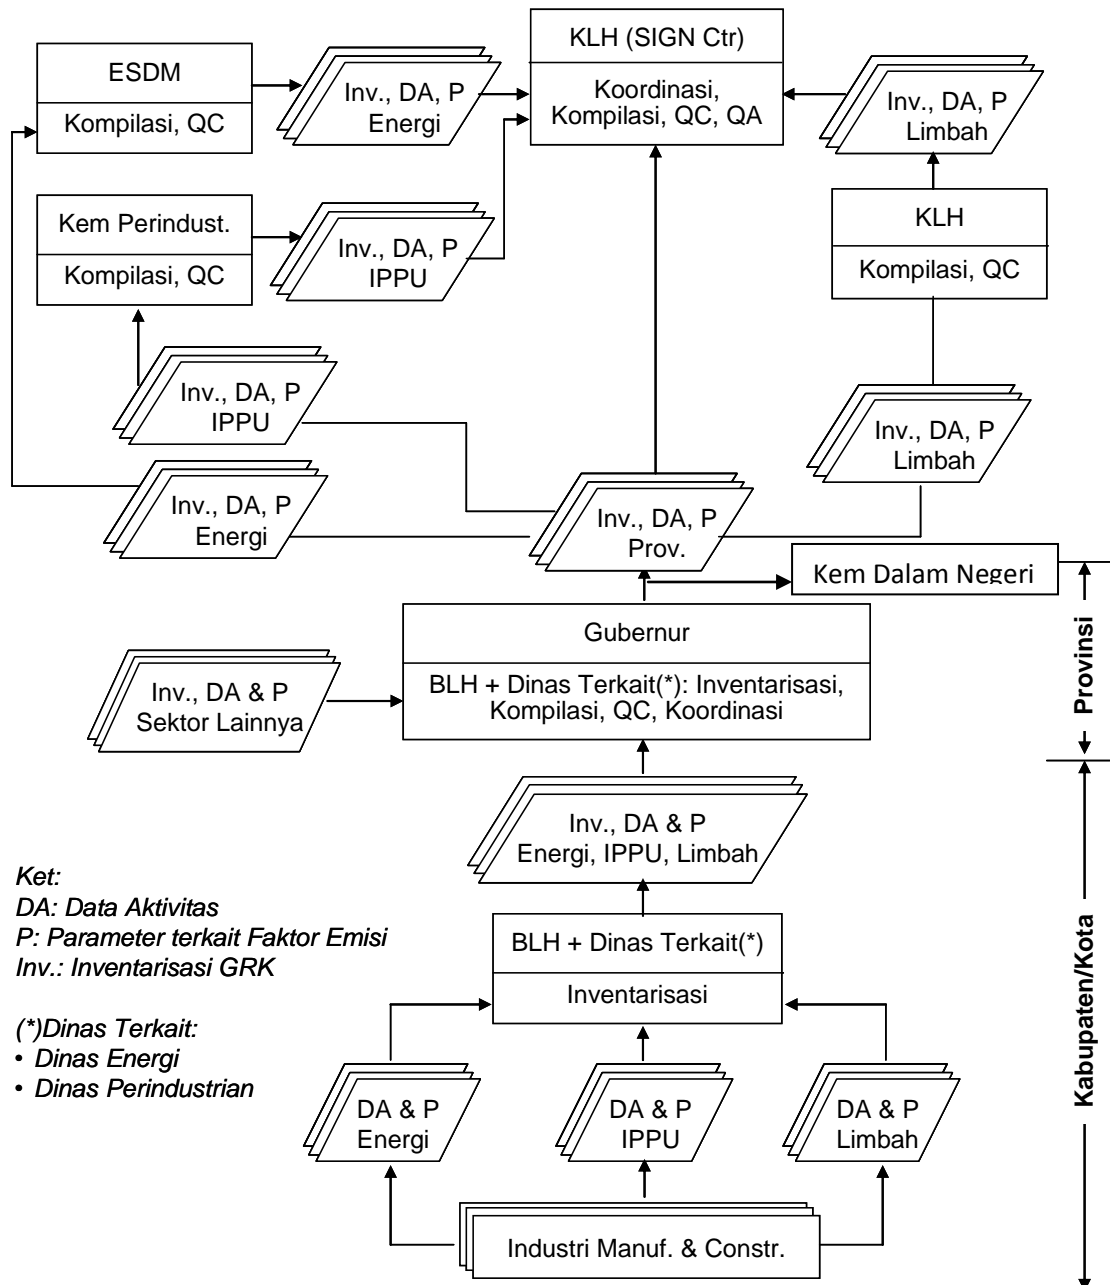 KLH (SIGN Ctr)
Koordinasi,
Kompilasi, QC, QA
ESDM
Kompilasi, QC
Inv., DA, P
Energi
Inv., DA, P
Limbah
Kem Perindust.
Kompilasi, QC
Inv., DA, P
IPPU
KLH
Kompilasi, QC
Inv., DA, P
IPPU
Inv., DA, P
Limbah
Inv., DA, P
Energi
Inv., DA, P
Prov.
Kem Dalam Negeri
Gubernur
BLH + Dinas Terkait(*): Inventarisasi,
Kompilasi, QC, Koordinasi
Inv., DA & P
Sektor Lainnya
Provinsi
Inv., DA & P
Energi, IPPU, Limbah
Ket:
DA: Data Aktivitas
P: Parameter terkait Faktor Emisi
Inv.: Inventarisasi GRK
(*)Dinas Terkait:
• Dinas Energi
• Dinas Perindustrian
BLH + Dinas Terkait(*)
Inventarisasi
Kabupaten/Kota
DA & P
Energi
DA & P
IPPU
DA & P
Limbah
Industri Manuf. & Constr.